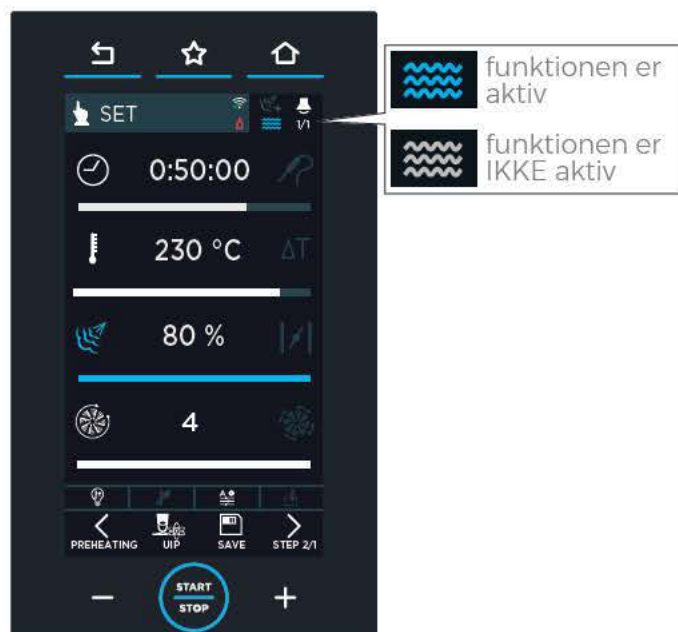 SET
1/1
funktionen er
aktiv
funktionen er
IKKE aktiv
0:50:00
230 °C
ΔT
80 %
4
PREHEATING
UIP
SAVE
STEP 2/1
START
STOP